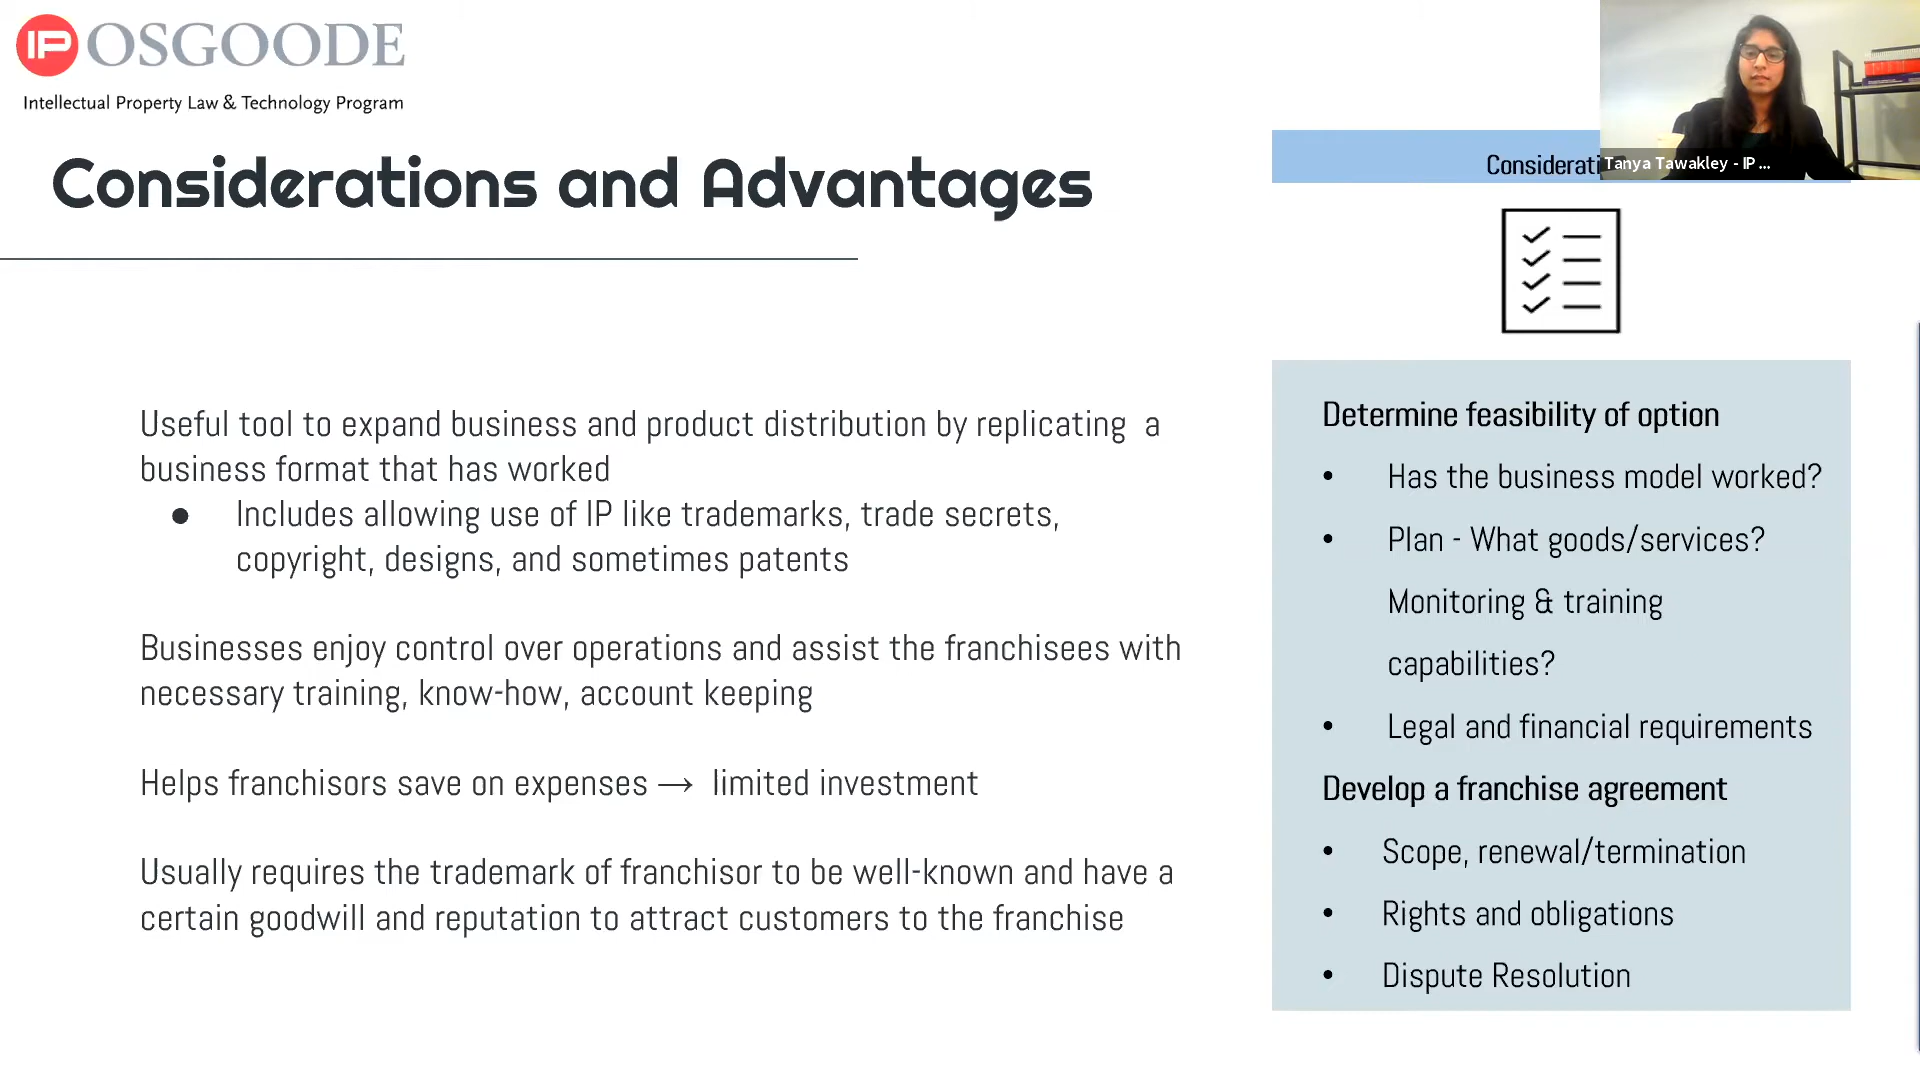 IP OSGOODE
Intellectual Property Law & Technology Program
Considerations and Advantages
Useful tool to expand business and product distribution by replicating a
business format that has worked
● Includes allowing use of IP like trademarks, trade secrets,
copyright, designs, and sometimes patents
Businesses enjoy control over operations and assist the franchisees with
necessary training, know-how, account keeping
Helps franchisors save on expenses → limited investment
Usually requires the trademark of franchisor to be well-known and have a
certain goodwill and reputation to attract customers to the franchise
Considerati
Tanya Tawakley - IP ...
Determine feasibility of option
• Has the business model worked?
• Plan - What goods/services?
Monitoring & training
capabilities?
• Legal and financial requirements
Develop a franchise agreement
• Scope, renewal/termination
• Rights and obligations
• Dispute Resolution